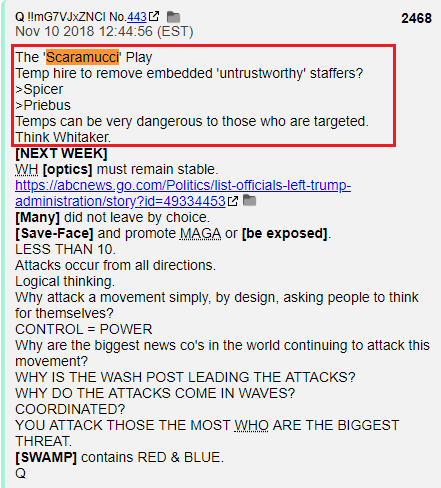 Q !!mG7VJxZNCI No.443 2468
Nov 10 2018 12:44:56 (EST)
The 'Scaramucci' Play
Temp hire to remove embedded 'untrustworthy' staffers?
>Spicer
>Priebus
Temps can be very dangerous to those who are targeted.
Think Whitaker.
[NEXT WEEK]
WH [optics] must remain stable.
https://abcnews.go.com/Politics/list-officials-left-trump-
administration/story?id=49334453
[Many] did not leave by choice.
[Save-Face] and promote MAGA or [be exposed].
LESS THAN 10.
Attacks occur from all directions.
Logical thinking.
Why attack a movement simply, by design, asking people to think
for themselves?
CONTROL = POWER
Why are the biggest news co's in the world continuing to attack this
movement?
WHY IS THE WASH POST LEADING THE ATTACKS?
WHY DO THE ATTACKS COME IN WAVES?
COORDINATED?
YOU ATTACK THOSE THE MOST WHO ARE THE BIGGEST
THREAT.
[SWAMP] contains RED & BLUE.
Q